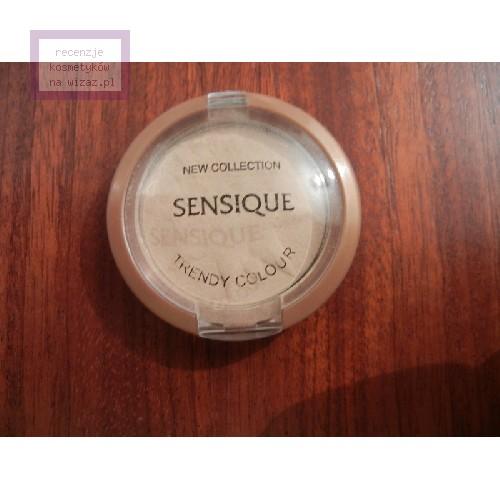 recenzje
kosmetyków
na wizaz.pl
NEW COLLECTION
SENSIQUE
SENSIQUE
TRENDY COLOUR